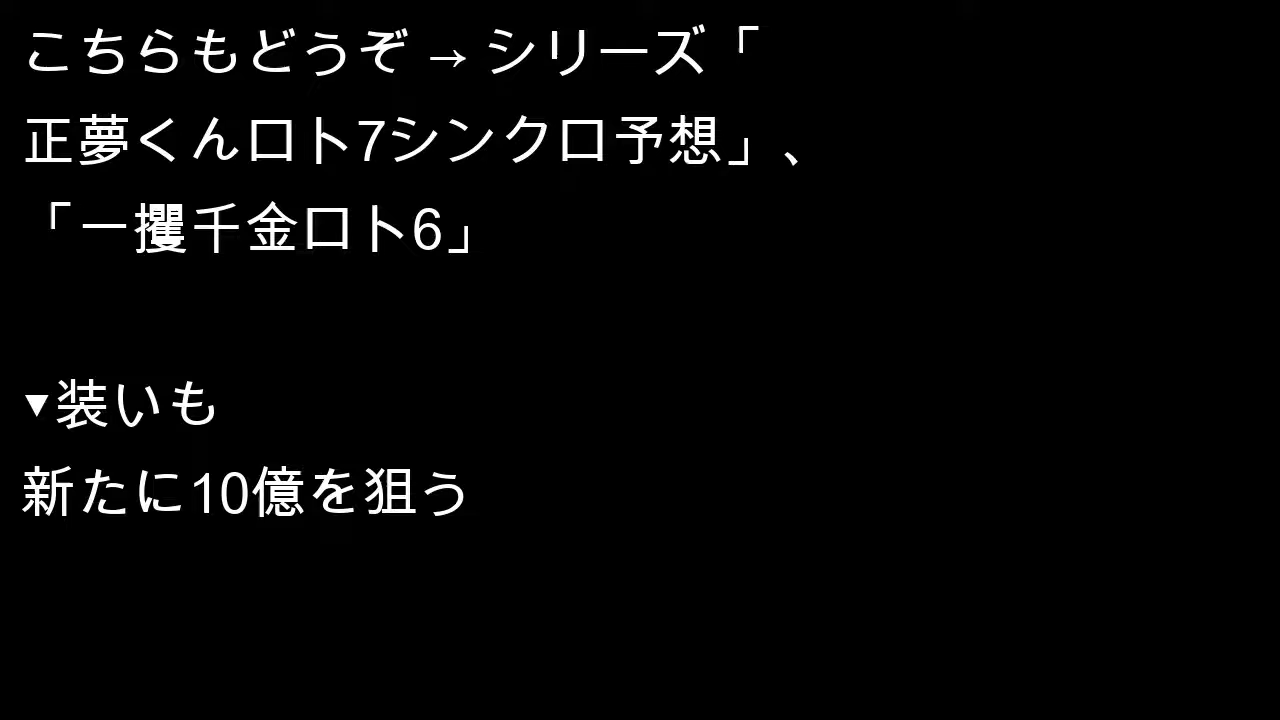 こちらもどうぞ → シリーズ「
正夢くんロト7シンクロ予想」、
「一攫千金ロト6」
▼装いも
新たに10億を狙う